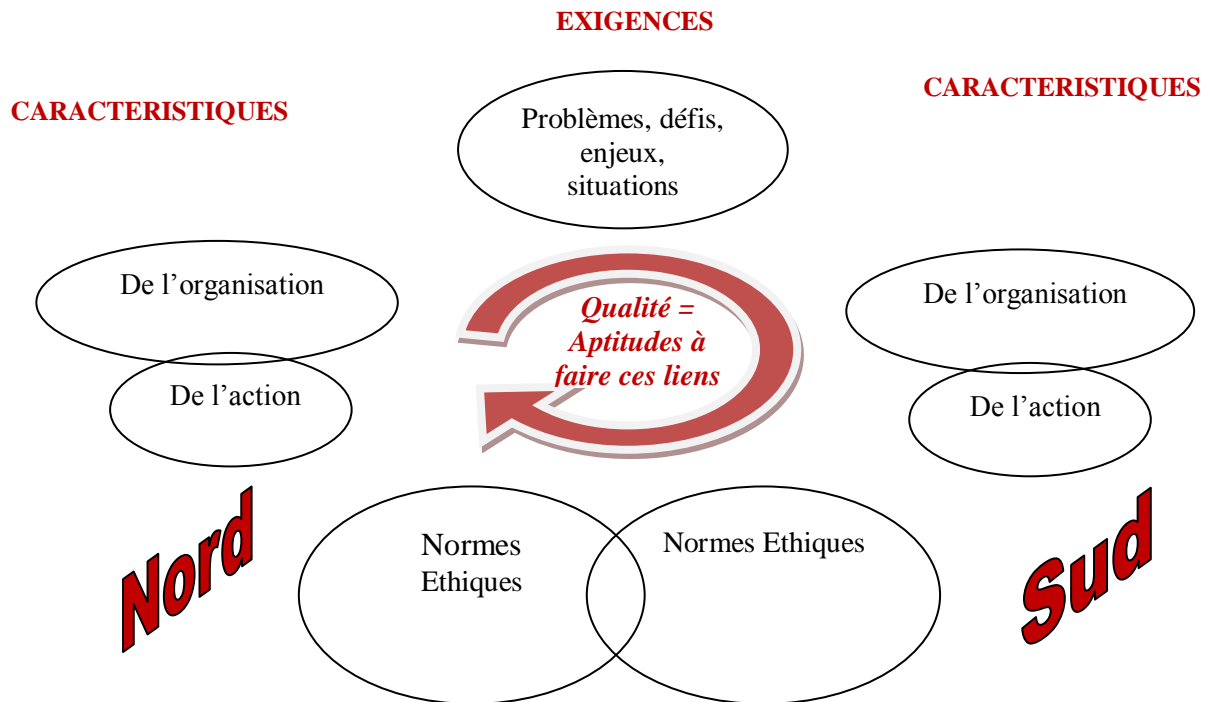 EXIGENCES
CARACTERISTIQUES
CARACTERISTIQUES
Problèmes, défis,
enjeux,
situations
De l’organisation
De l’action
Qualité =
Aptitudes à
faire ces liens
De l’organisation
De l’action
Nord
Normes
Ethiques
Normes Ethiques
Sud